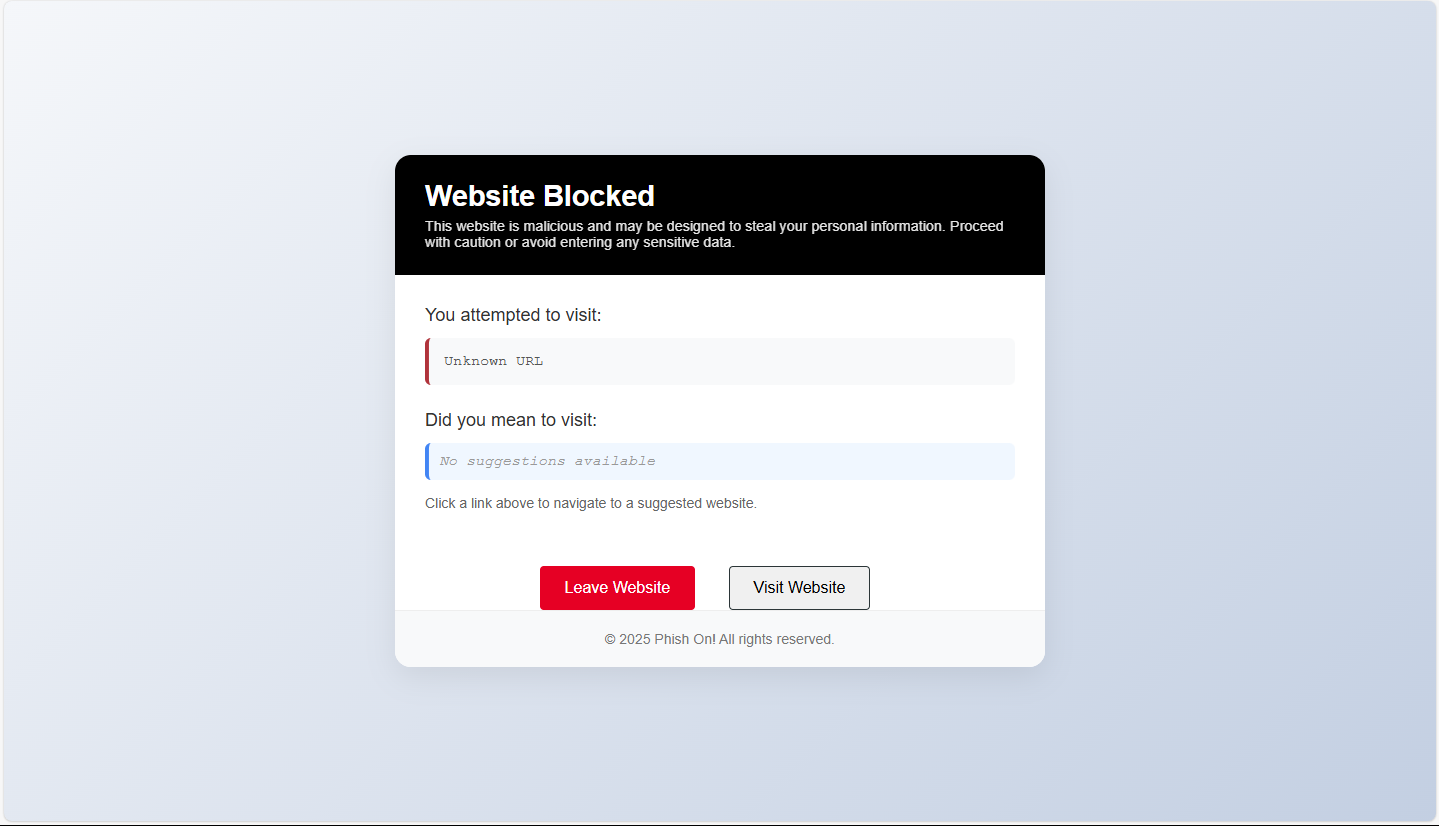 Website Blocked
This website is malicious and may be designed to steal your personal information. Proceed
with caution or avoid entering any sensitive data.
You attempted to visit:
Unknown URL
Did you mean to visit:
No suggestions available
Click a link above to navigate to a suggested website.
Leave Website
Visit Website
© 2025 Phish On! All rights reserved.